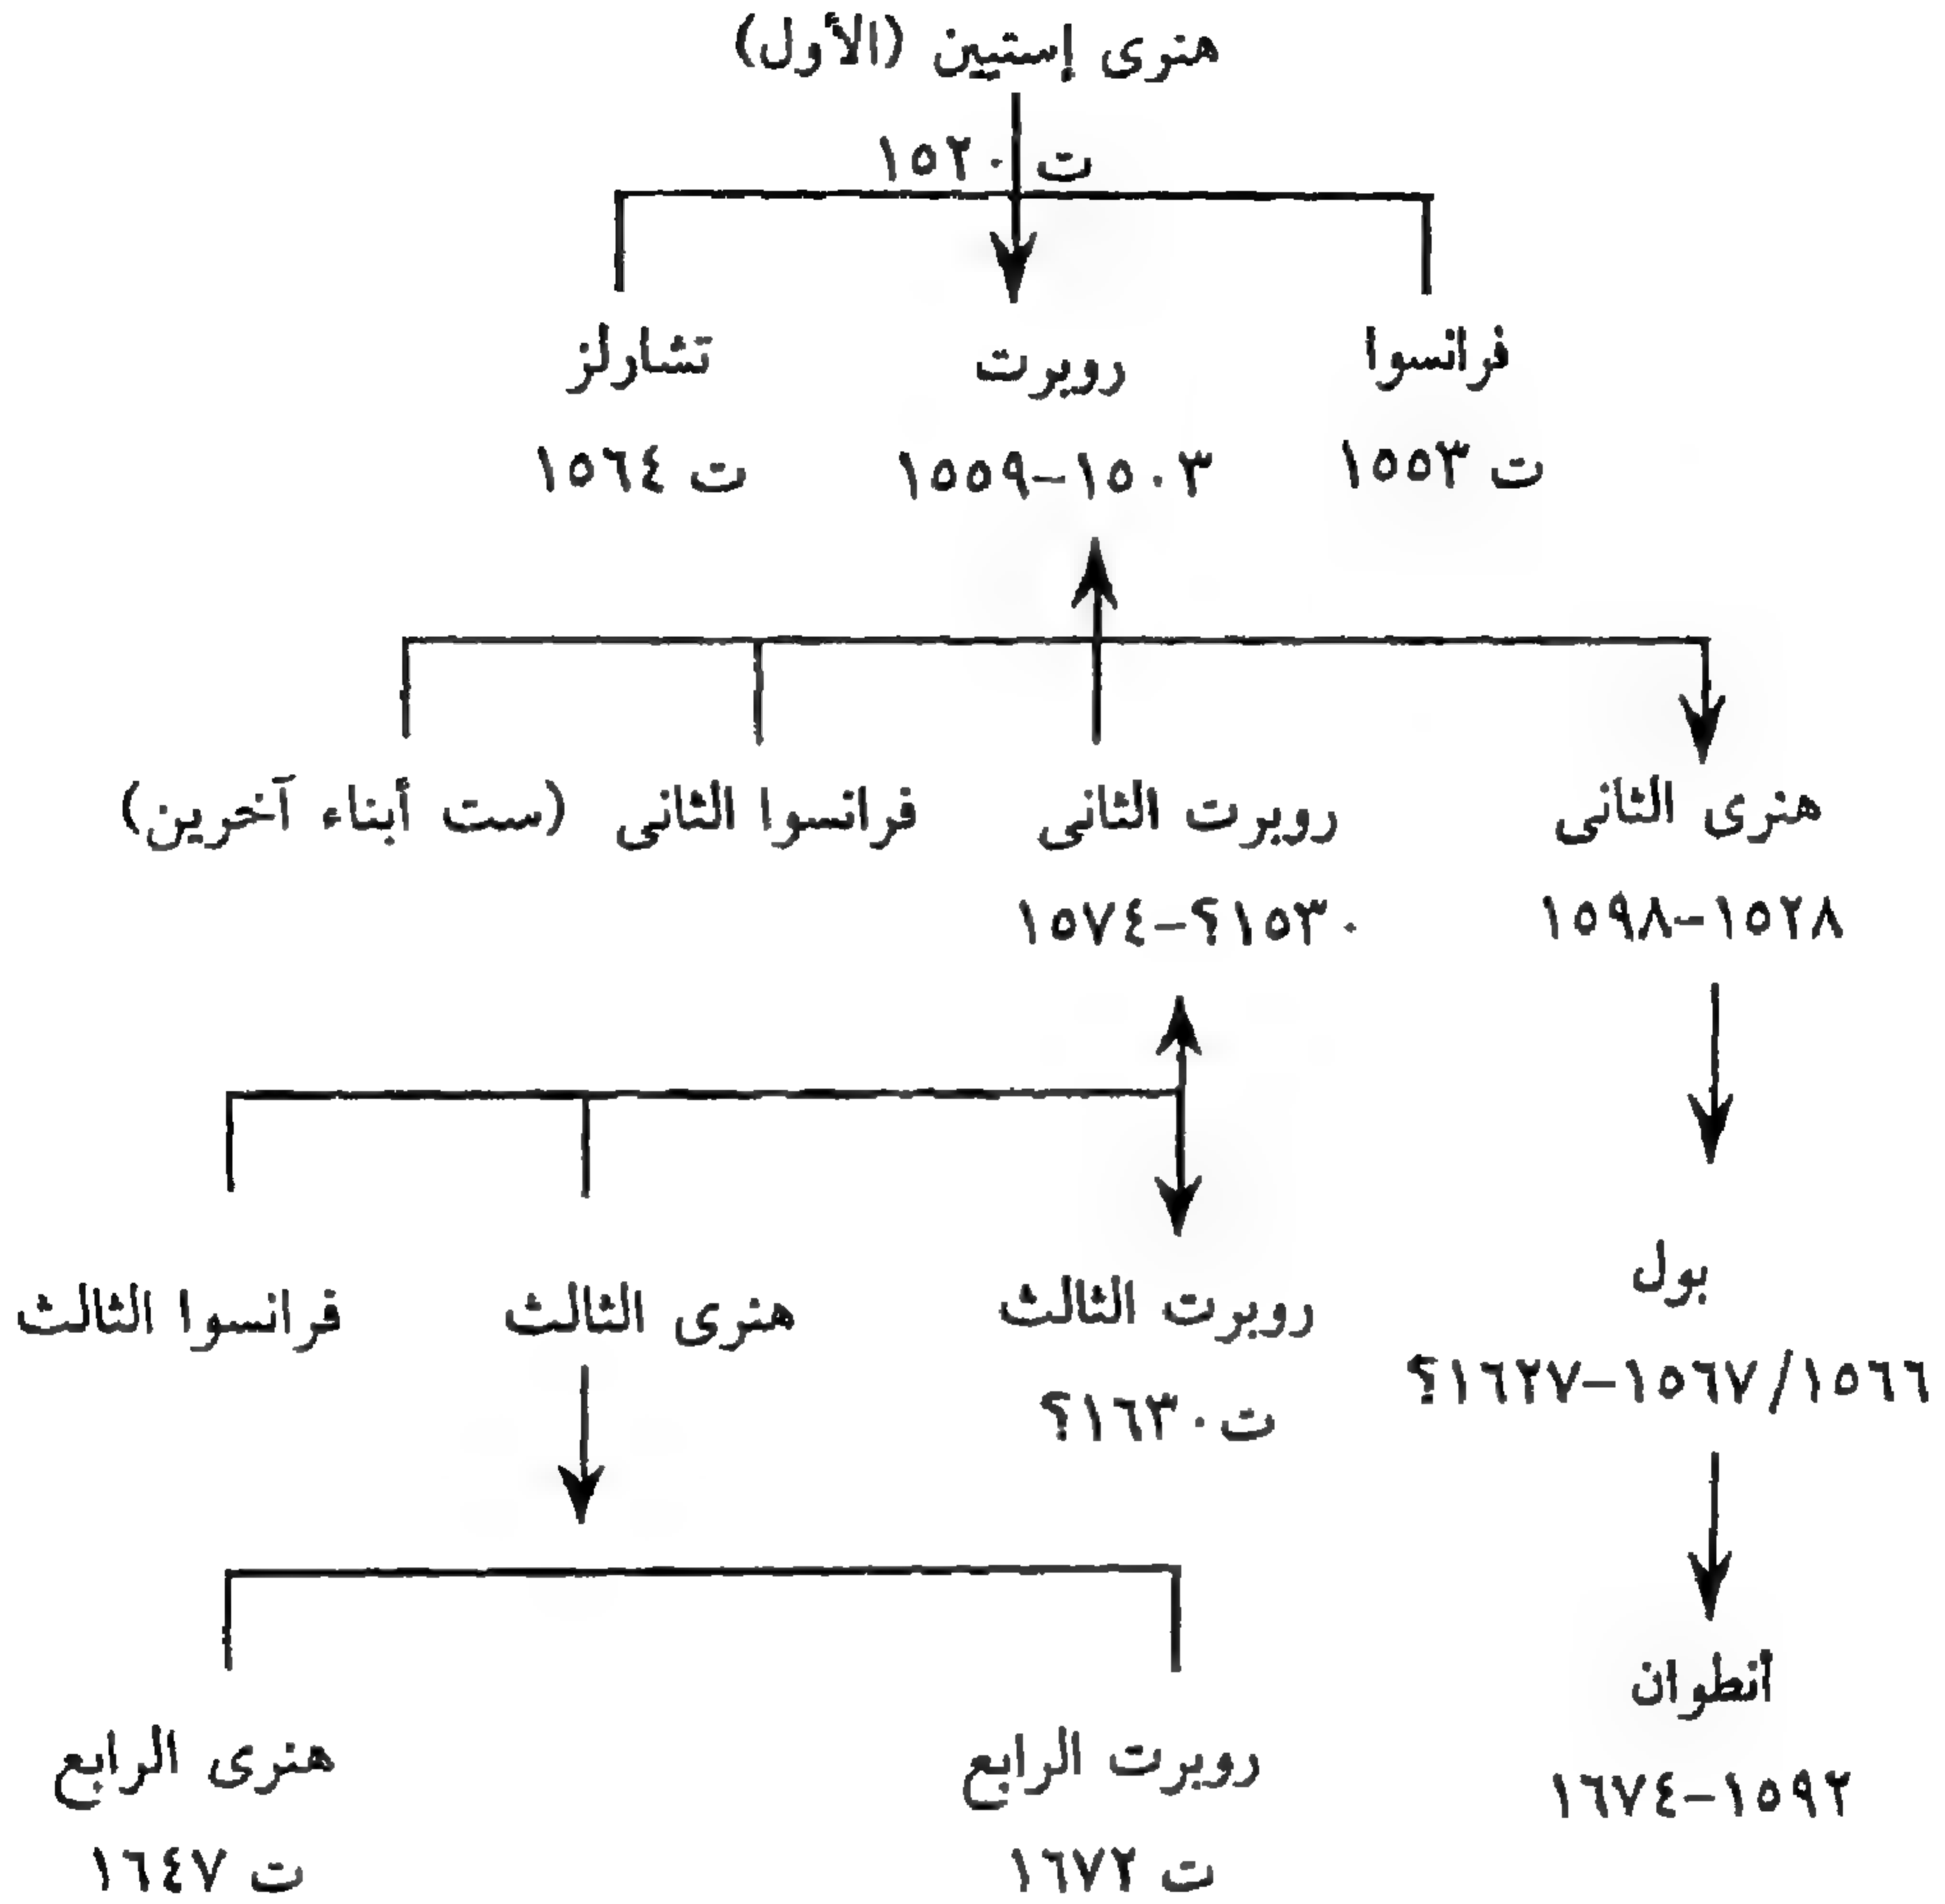 هنرى إستين (الأول)
ت ١٥٢٠
فرانسوا روبرت تشارلز
ت ١٥٥٣ ١٥٠٣–١٥٥٩ ت ١٥٦٤
هنرى الثانى روبرت الثانى فرانسوا الثانى (ست أبناء آخرين)
١٥٢٨–١٥٩٨ ١٥٣٠؟–١٥٧٤
بول
روبرت الثالث هنرى الثالث فرانسوا الثالث
١٥٦٦/١٥٦٧–١٦٢٧؟
ت ١٦٣٠؟
أنطوان
١٥٩٢–١٦٧٤
روبرت الرابع هنرى الرابع
ت ١٦٧٢ ت ١٦٤٧